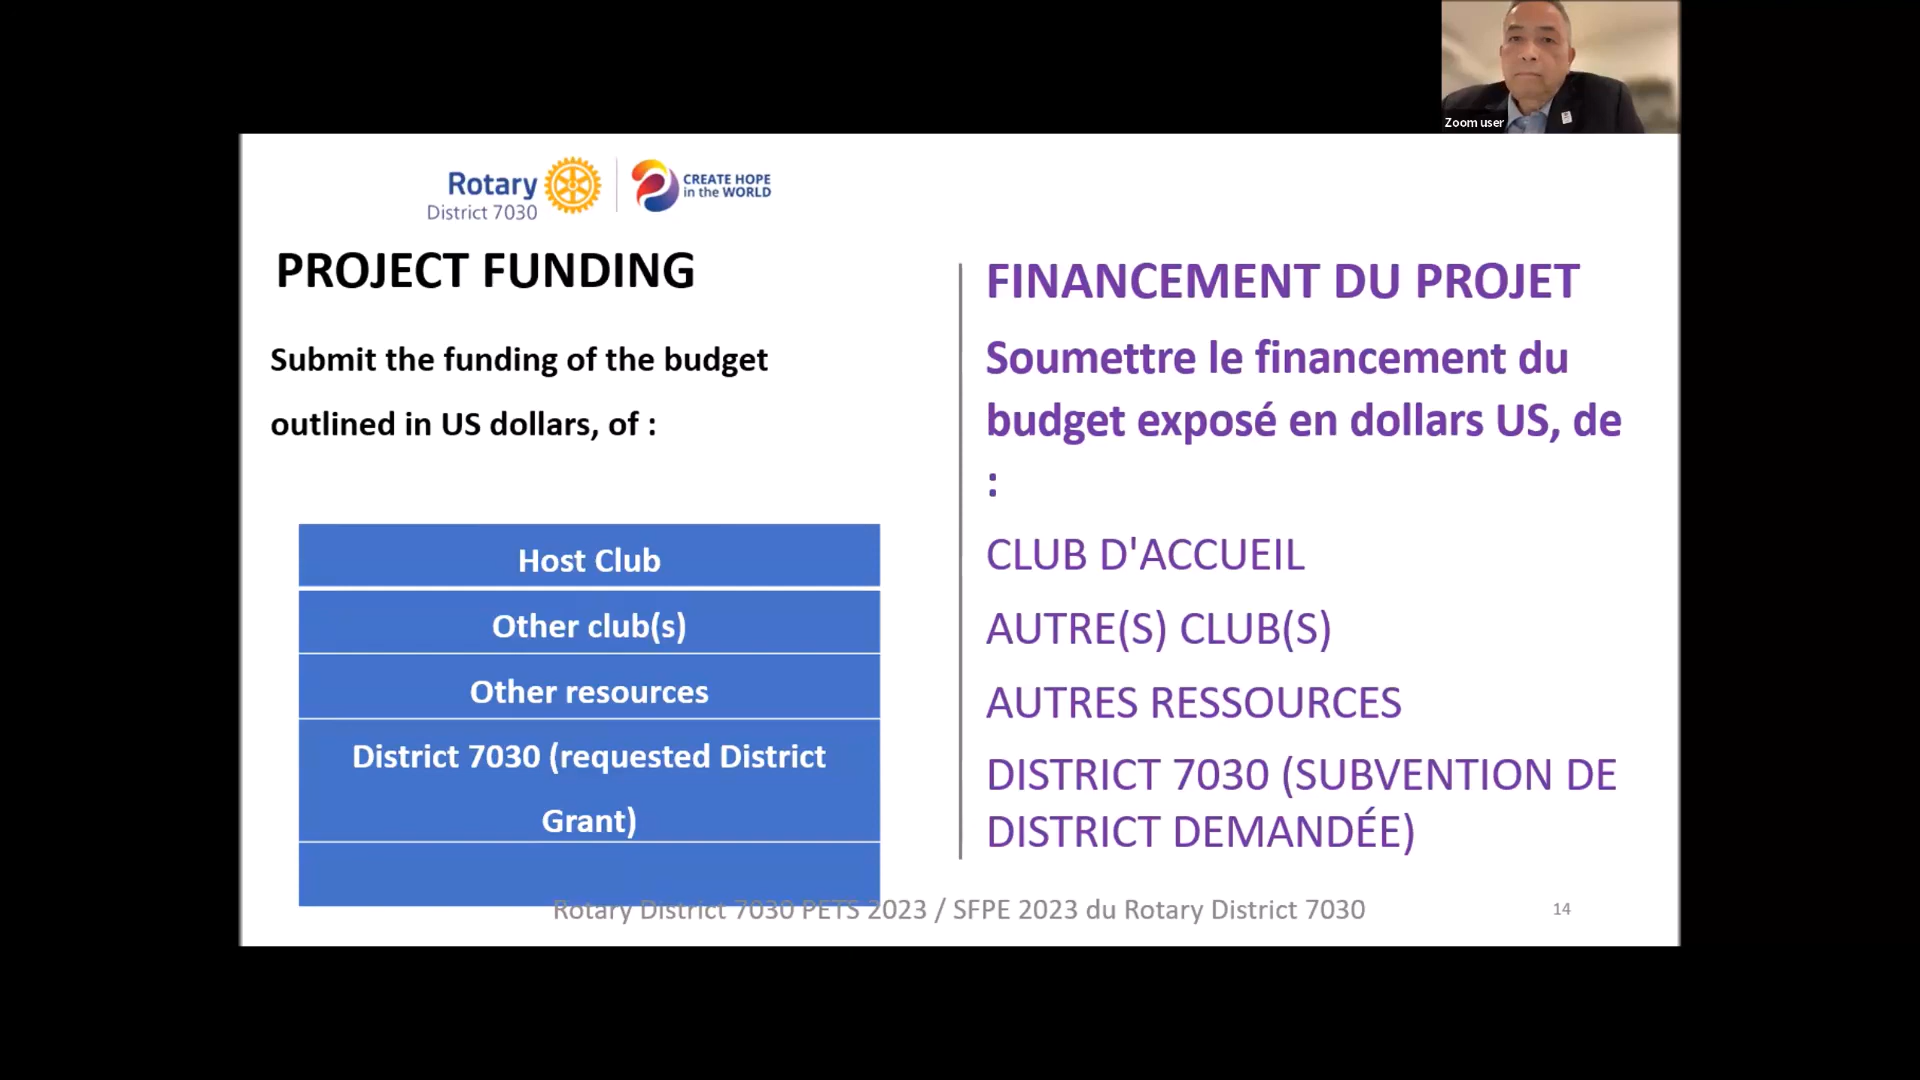 Zoom user
Rotary
District 7030
CREATE HOPE
in the WORLD
PROJECT FUNDING
Submit the funding of the budget
outlined in US dollars, of :
Host Club
Other club(s)
Other resources
District 7030 (requested District
Grant)
FINANCEMENT DU PROJET
Soumettre le financement du
budget exposé en dollars US, de
:
CLUB D'ACCUEIL
AUTRE(S) CLUB(S)
AUTRES RESSOURCES
DISTRICT 7030 (SUBVENTION DE
DISTRICT DEMANDÉE)
Rotary District 7030 PETS 2023 / SFPE 2023 du Rotary District 7030
14